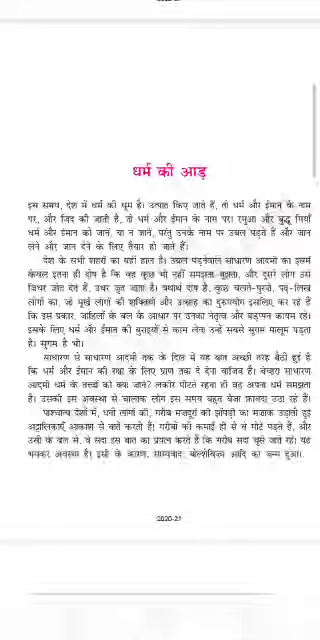 धर्म की आड़
इस समय, देश में धर्म की धूम है। उत्पात किए जाते हैं, तो धर्म और ईमान के नाम
पर, और ज़िद की जाती है, तो धर्म और ईमान के नाम पर। रमुआ और बुद्धू मियाँ
धर्म और ईमान को जानें, या न जानें, परंतु उनके नाम पर उबल पड़ते हैं और जान
लेने और जान देने के लिए तैयार हो जाते हैं।
देश के सभी शहरों का यही हाल है। उबल पड़नेवाले साधारण आदमी का इसमें
केवल इतना ही दोष है कि वह कुछ भी नहीं समझता-बूझता, और दूसरे लोग उसे
जिधर जोत देते हैं, उधर जुत जाता है। यथार्थ दोष है, कुछ चलते-पुरज़े, पढ़े-लिखे
लोगों का, जो मूर्ख लोगों की शक्तियों और उत्साह का दुरुपयोग इसलिए कर रहे हैं
कि इस प्रकार, जाहिलों के बल के आधार पर उनका नेतृत्व और बड़प्पन कायम रहे।
इसके लिए धर्म और ईमान की बुराइयों से काम लेना उन्हें सबसे सुगम मालूम पड़ता
है। सुगम है भी।
साधारण से साधारण आदमी तक के दिल में यह बात अच्छी तरह बैठी हुई है
कि धर्म और ईमान की रक्षा के लिए प्राण तक दे देना वाजिब है। बेचारा साधारण
आदमी धर्म के तत्त्वों को क्या जाने? लकीर पीटते रहना ही वह अपना धर्म समझता
है। उसकी इस अवस्था से चालाक लोग इस समय बहुत बेजा फ़ायदा उठा रहे हैं।
पाश्चात्य देशों में, धनी लोगों की, गरीब मज़दूरों की झोंपड़ी का मज़ाक उड़ाती हुई
अट्टालिकाएँ आकाश से बातें करती हैं! गरीबों की कमाई ही से वे मोटे पड़ते हैं, और
उसी के बल से, वे सदा इस बात का प्रयत्न करते हैं कि गरीब सदा चूसे जाते रहें। यह
भयंकर अवस्था है! इसी के कारण, साम्यवाद, बोल्शेविज़्म आदि का जन्म हुआ।
2020-21